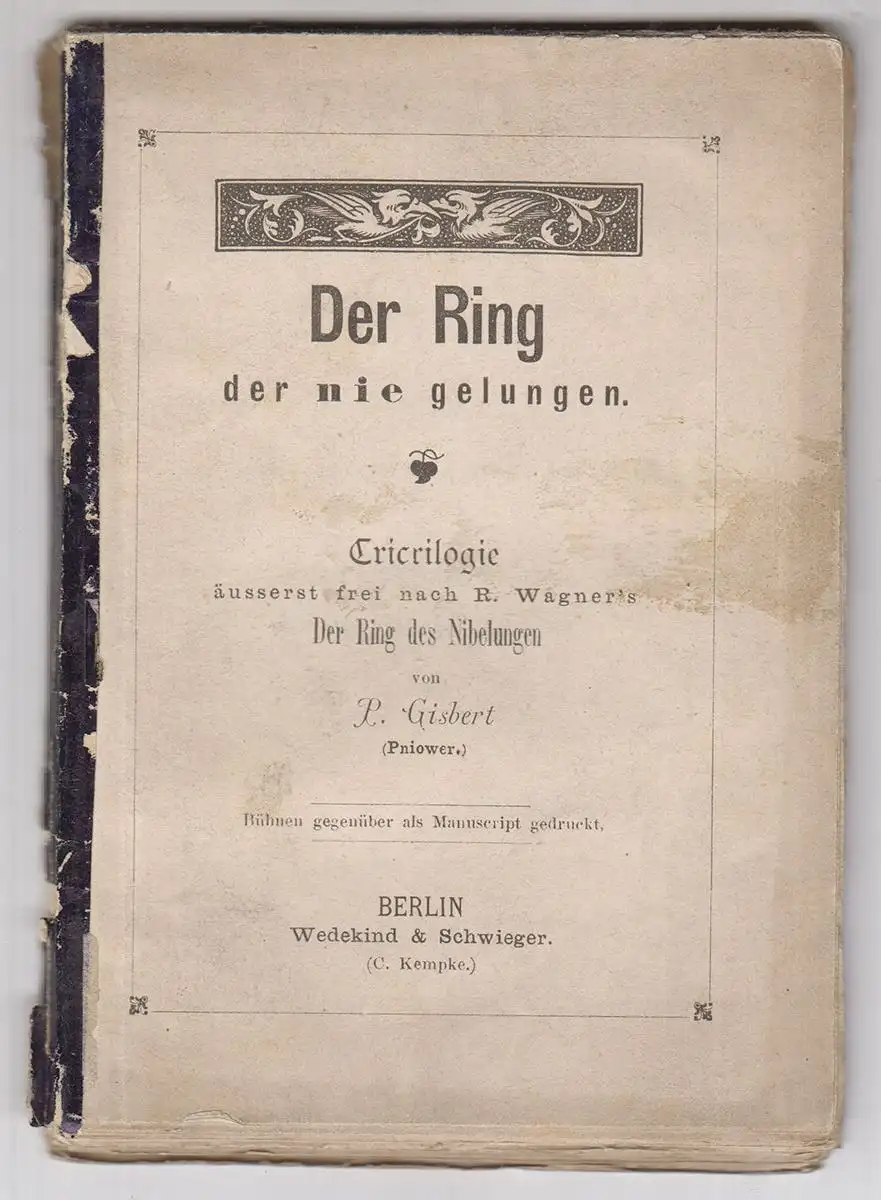 Der Ring
der nie gelungen.
Cricrilogie
äusserst frei nach R. Wagner's
Der Ring des Nibelungen
von
P. Gisbert
(Pniower.)
Bühnen gegenüber als Manuscript gedruckt.
BERLIN
Wedekind & Schwieger.
(C. Kempke.)